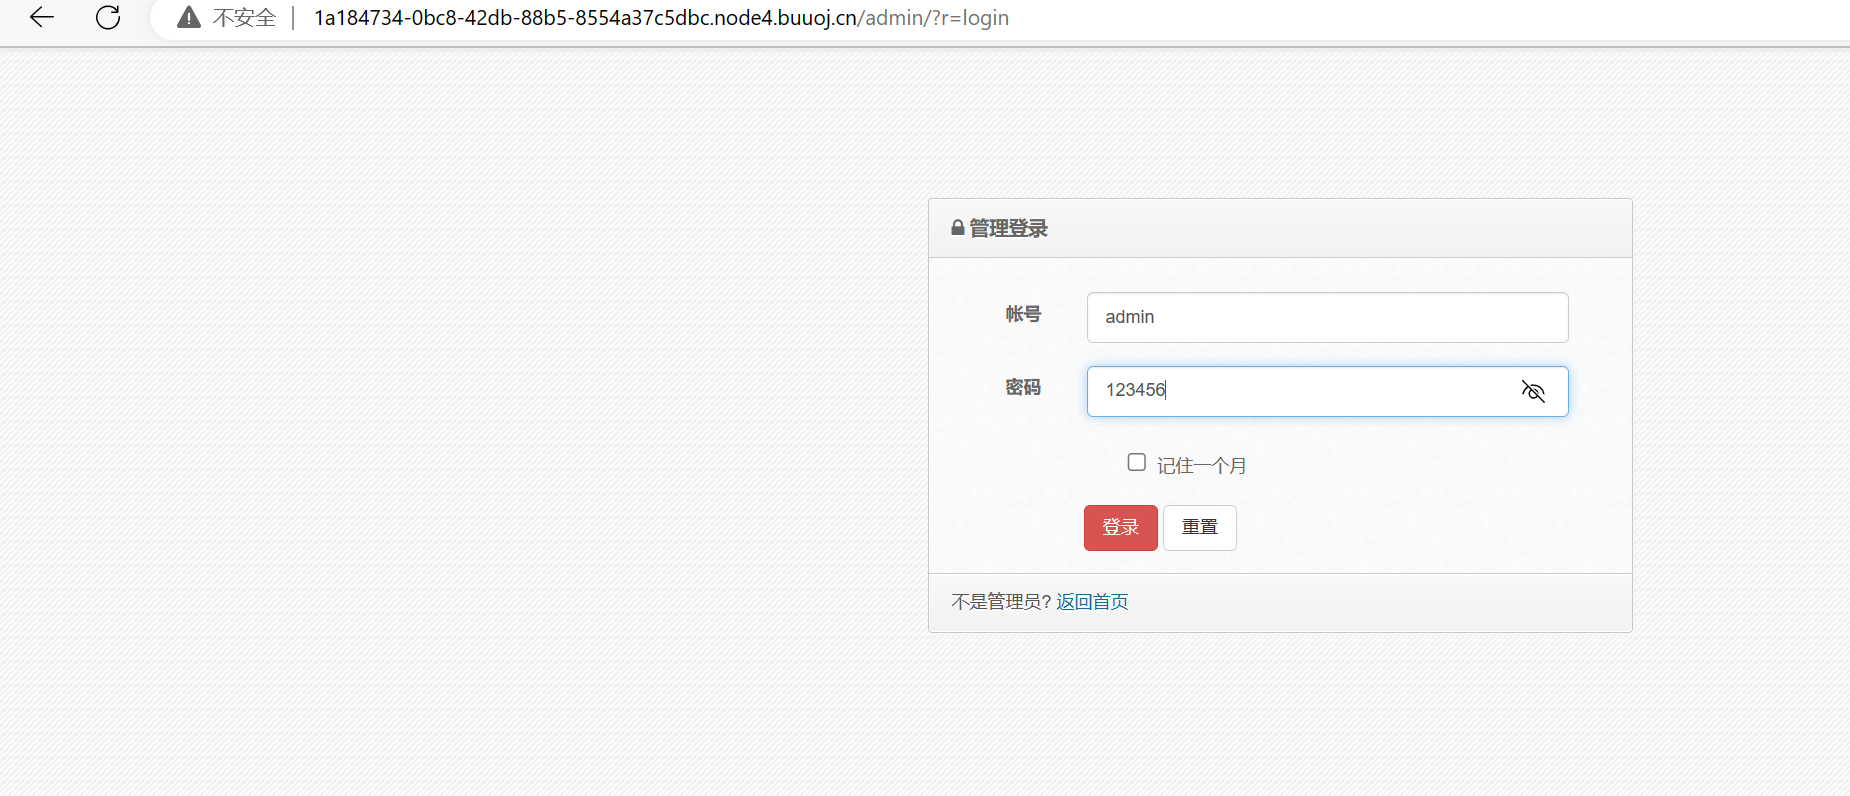 不安全 | 1a184734-0bc8-42db-88b5-8554a37c5dbc.node4.buuoj.cn/admin/?r=login
管理登录
帐号 admin
密码 123456
记住一个月
登录 重置
不是管理员? 返回首页